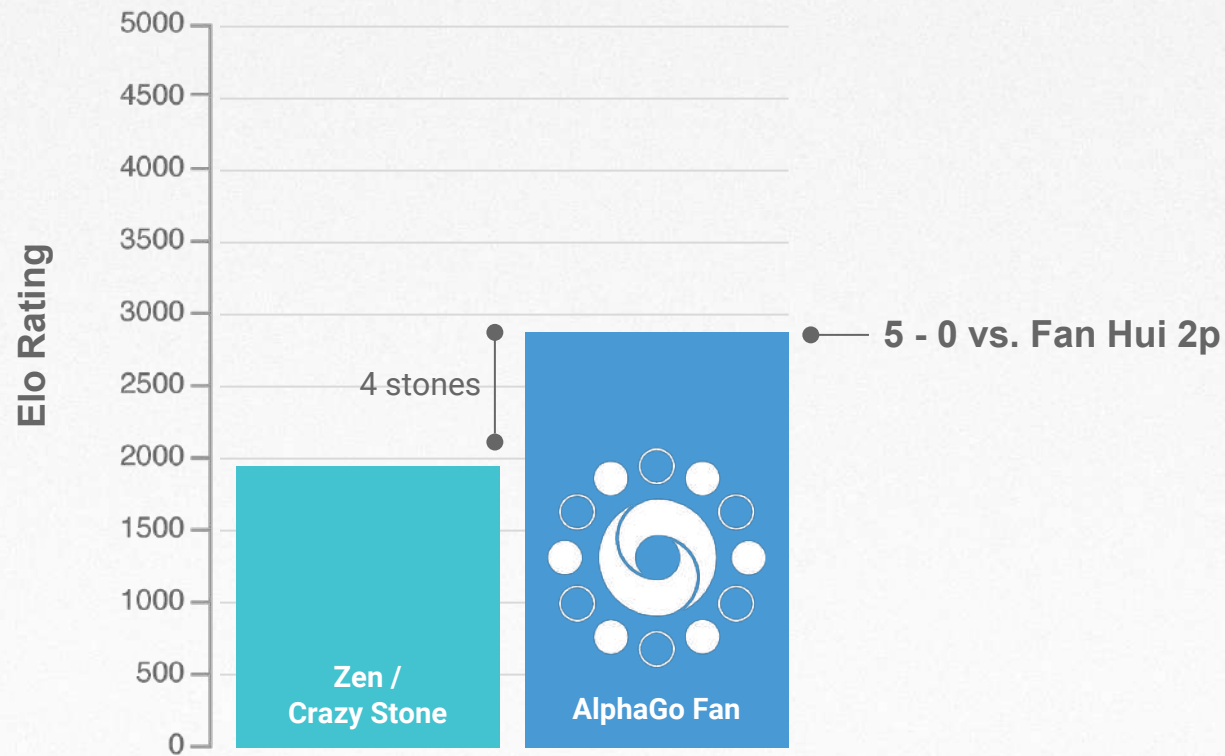 Elo Rating
5000
4500
4000
3500
3000
2500
2000
1500
1000
500
0
4 stones
5 - 0 vs. Fan Hui 2p
Zen /
Crazy Stone
AlphaGo Fan